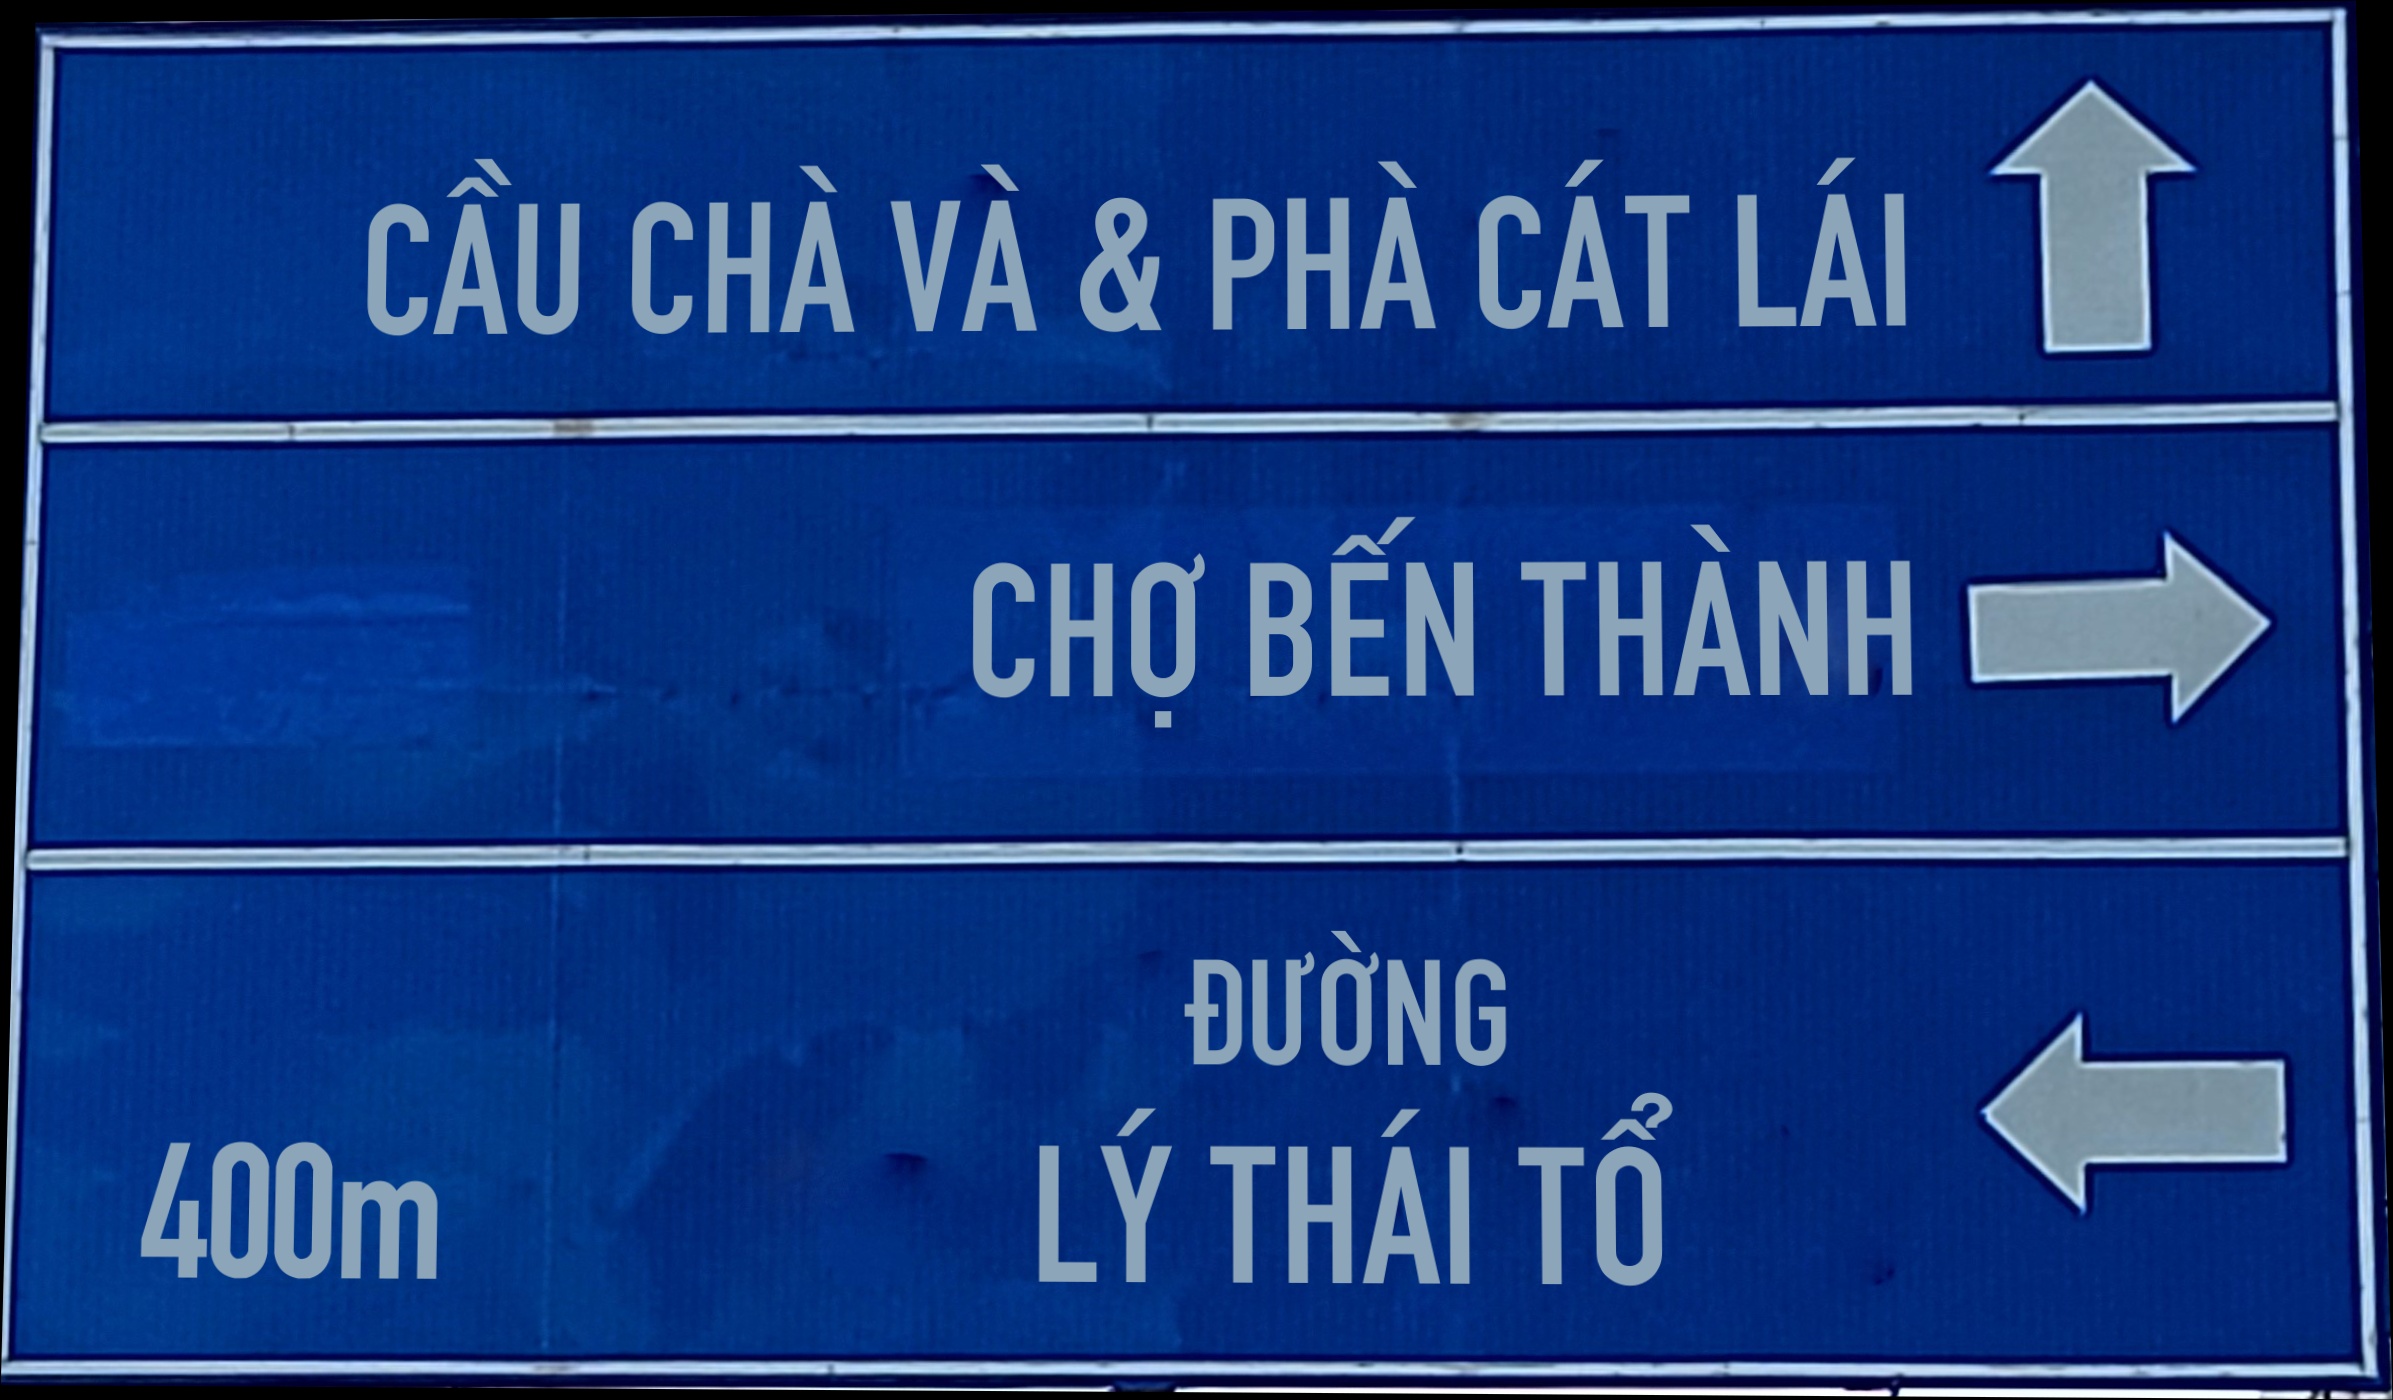 CẦU CHÀ VÀ & PHÀ CÁT LÁI
CHỢ BẾN THÀNH
ĐƯỜNG
LÝ THÁI TỔ
400m